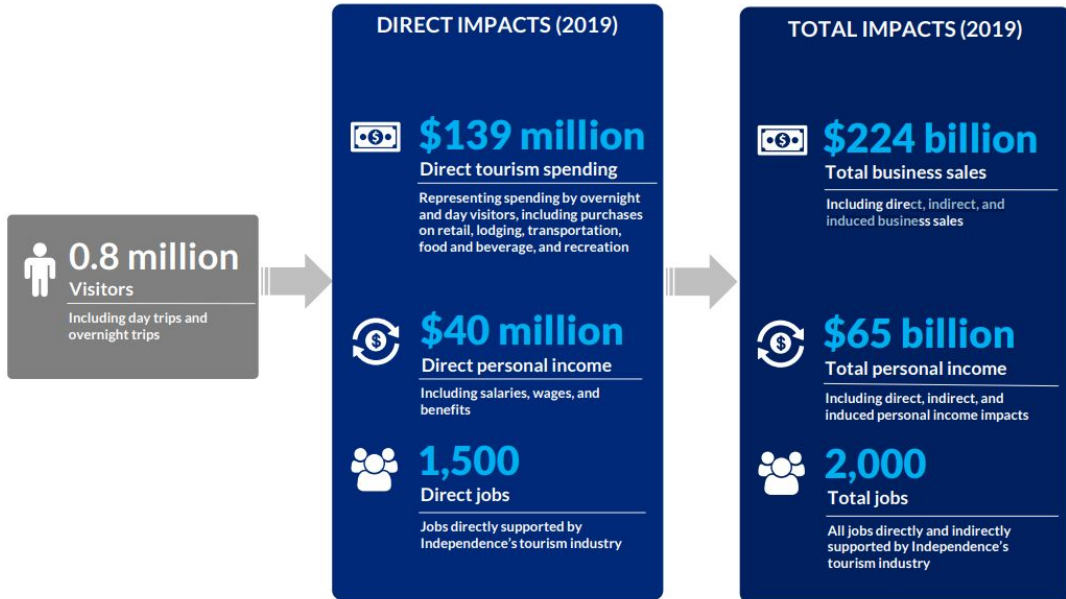 0.8 million
Visitors
Including day trips and
overnight trips
DIRECT IMPACTS (2019)
$139 million
Direct tourism spending
Representing spending by overnight
and day visitors, including purchases
on retail, lodging, transportation,
food and beverage, and recreation
$40 million
Direct personal income
Including salaries, wages, and
benefits
1,500
Direct jobs
Jobs directly supported by
Independence's tourism industry
TOTAL IMPACTS (2019)
$224 billion
Total business sales
Including direct, indirect, and
induced business sales
$65 billion
Total personal income
Including direct, indirect, and
induced personal income impacts
2,000
Total jobs
All jobs directly and indirectly
supported by Independence's
tourism industry